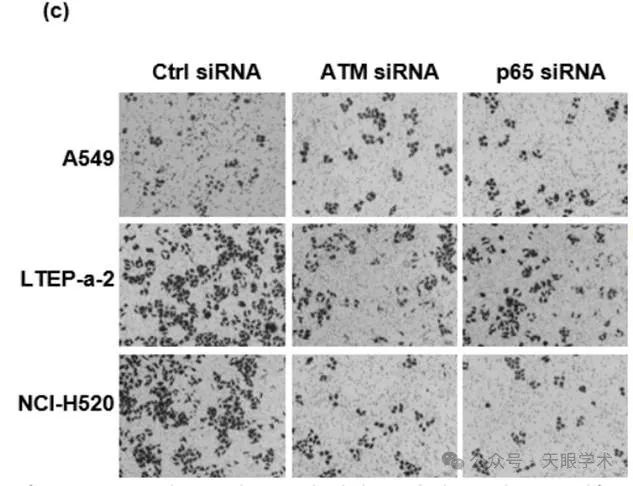 (c)
Ctrl siRNA ATM siRNA p65 siRNA
A549
LTEP-a-2
NCI-H520
公众号 · 天眼学术